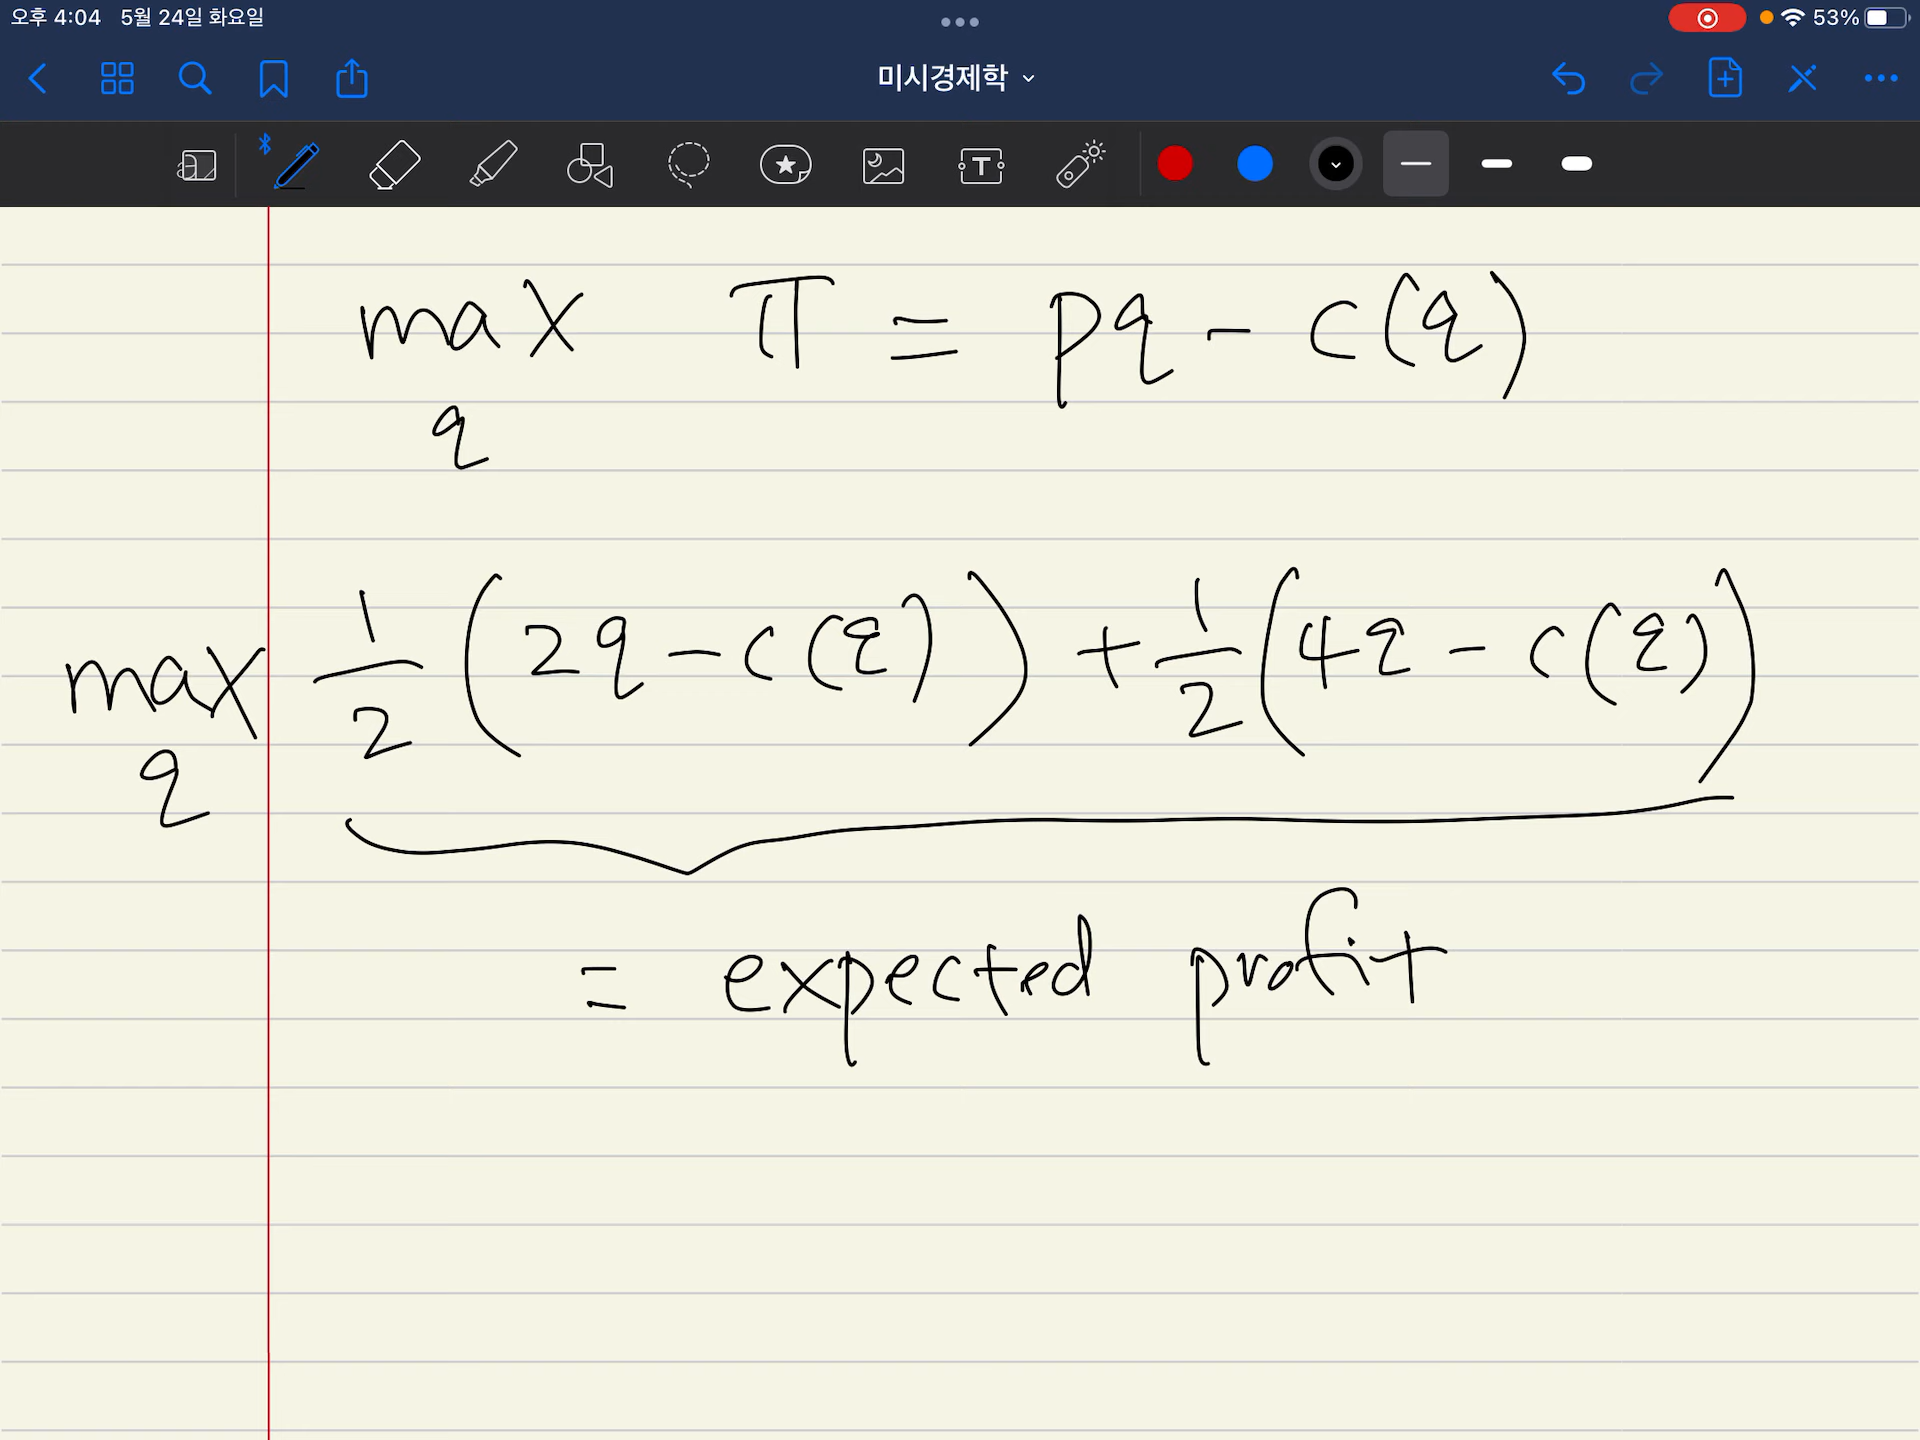 오후 4:04 5월 24일 화요일 53%
미시경제학
T
max π = pq - c(q)
q
max 1/2 (2q - c(q)) + 1/2 (4q - c(q))
q
= expected profit